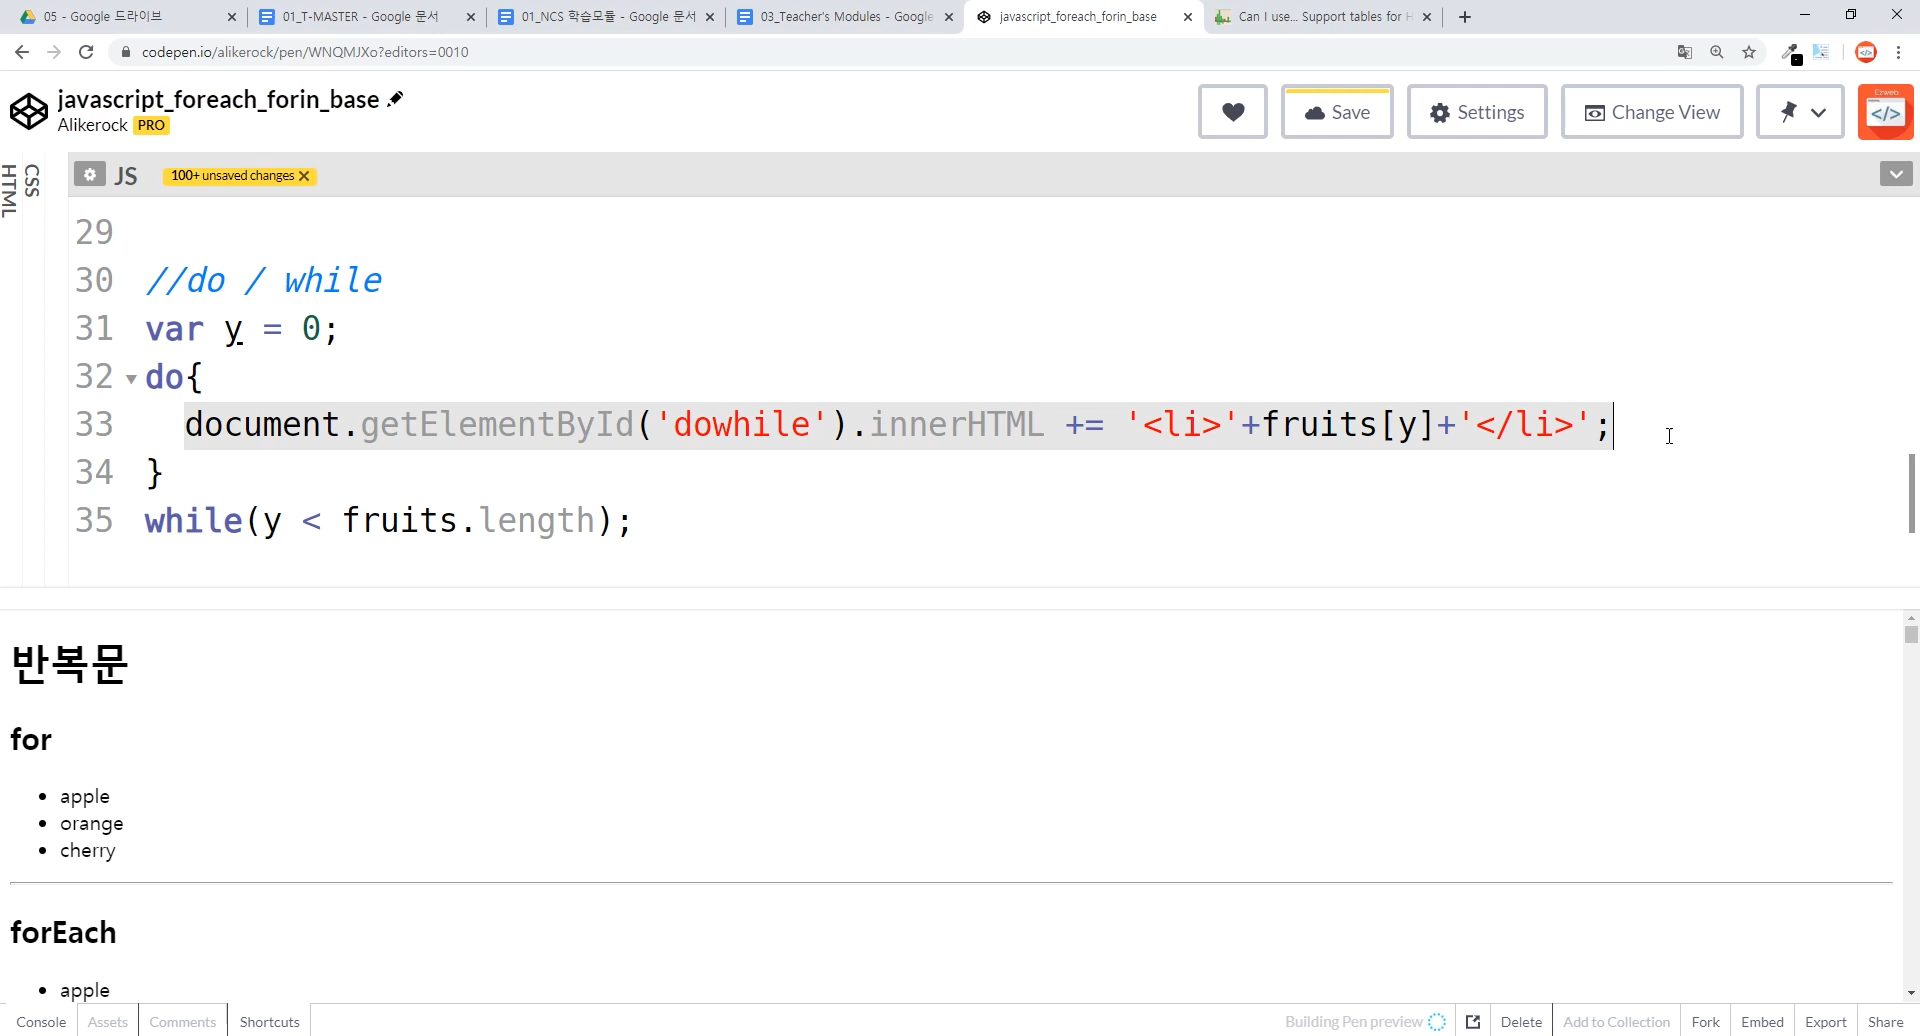 05 - Google 드라이브
01_T-MASTER - Google 문서
01_NCS 학습모듈 - Google 문서
03_Teacher's Modules - Google
javascript_foreach_forin_base
Can I use... Support tables for H
codepen.io/alikerock/pen/WNQMJXo?editors=0010
javascript_foreach_forin_base
Alikerock PRO
Save
Settings
Change View
Ezweb
</>
HTML
CSS
JS
100+ unsaved changes
29
30 //do / while
31 var y = 0;
32 do{
33 document.getElementById('dowhile').innerHTML += '<li>'+fruits[y]+'</li>';
34 }
35 while(y < fruits.length);
반복문
for
apple
orange
cherry
forEach
apple
Console
Assets
Comments
Shortcuts
Building Pen preview
Delete
Add to Collection
Fork
Embed
Export
Share